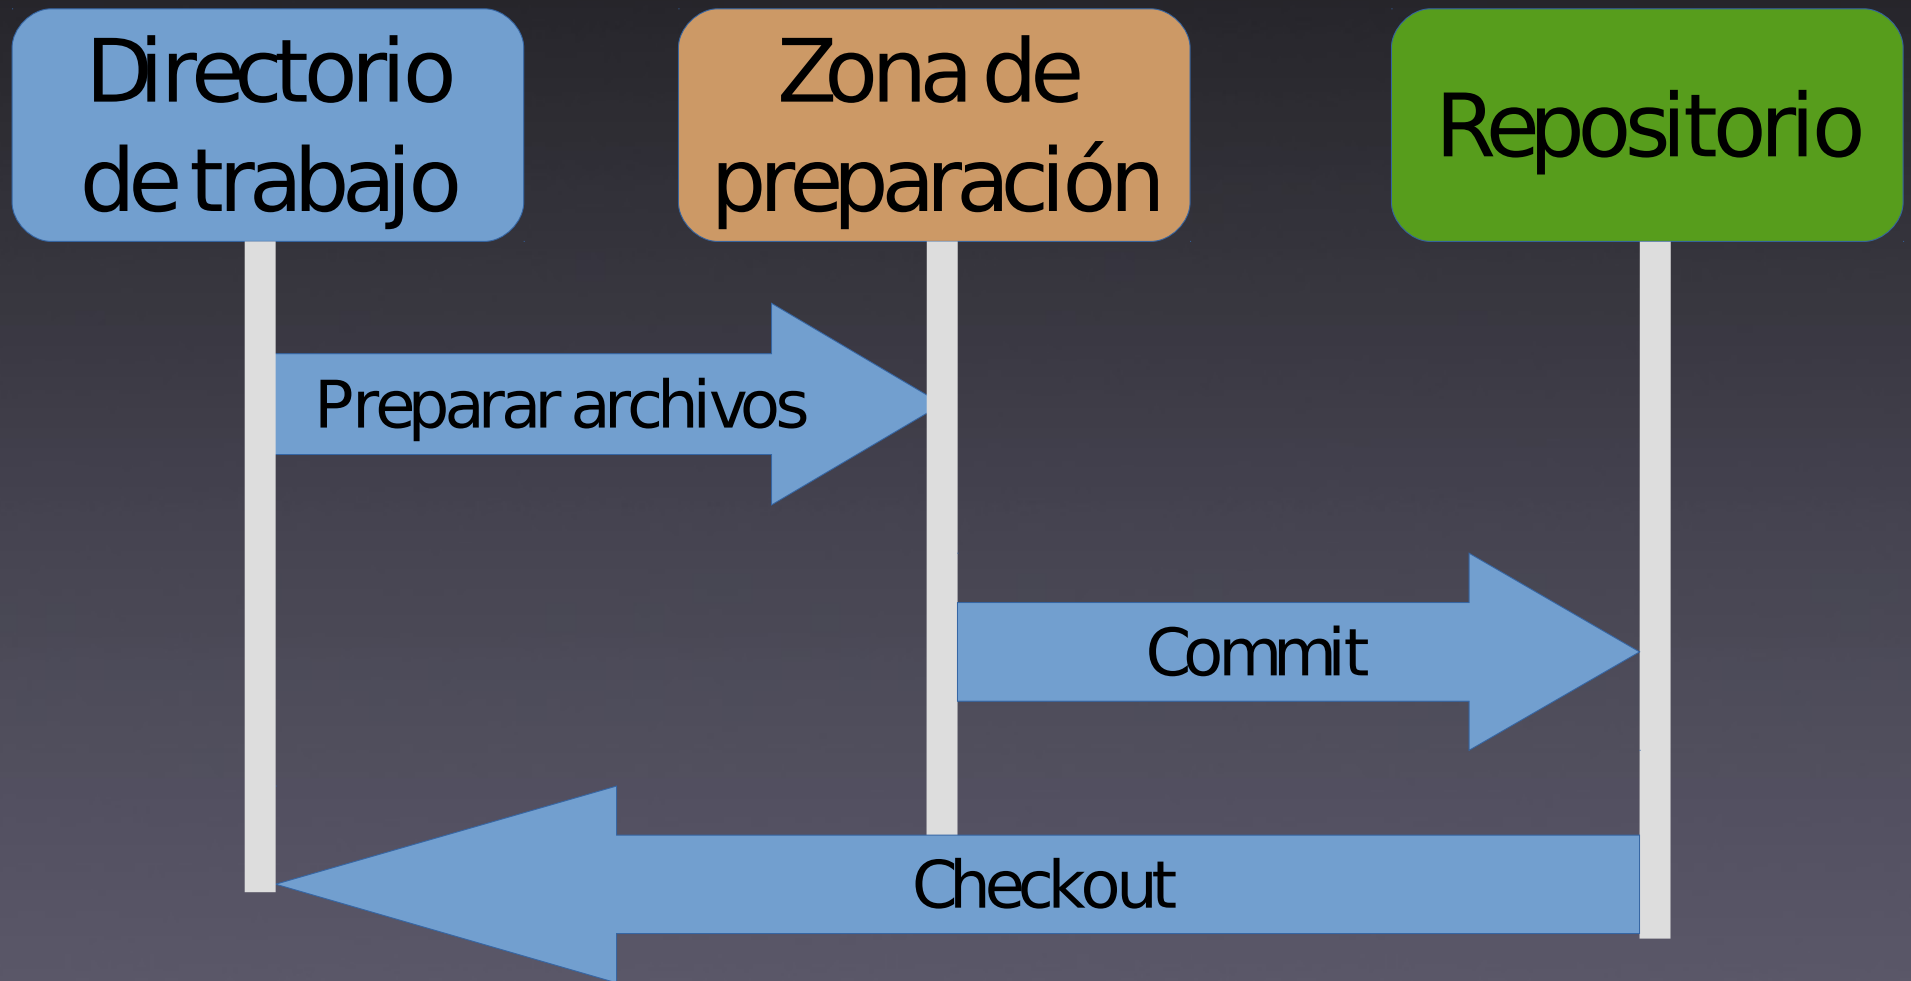 Directorio
de trabajo
Zona de
preparación
Repositorio
Preparar archivos
Commit
Checkout